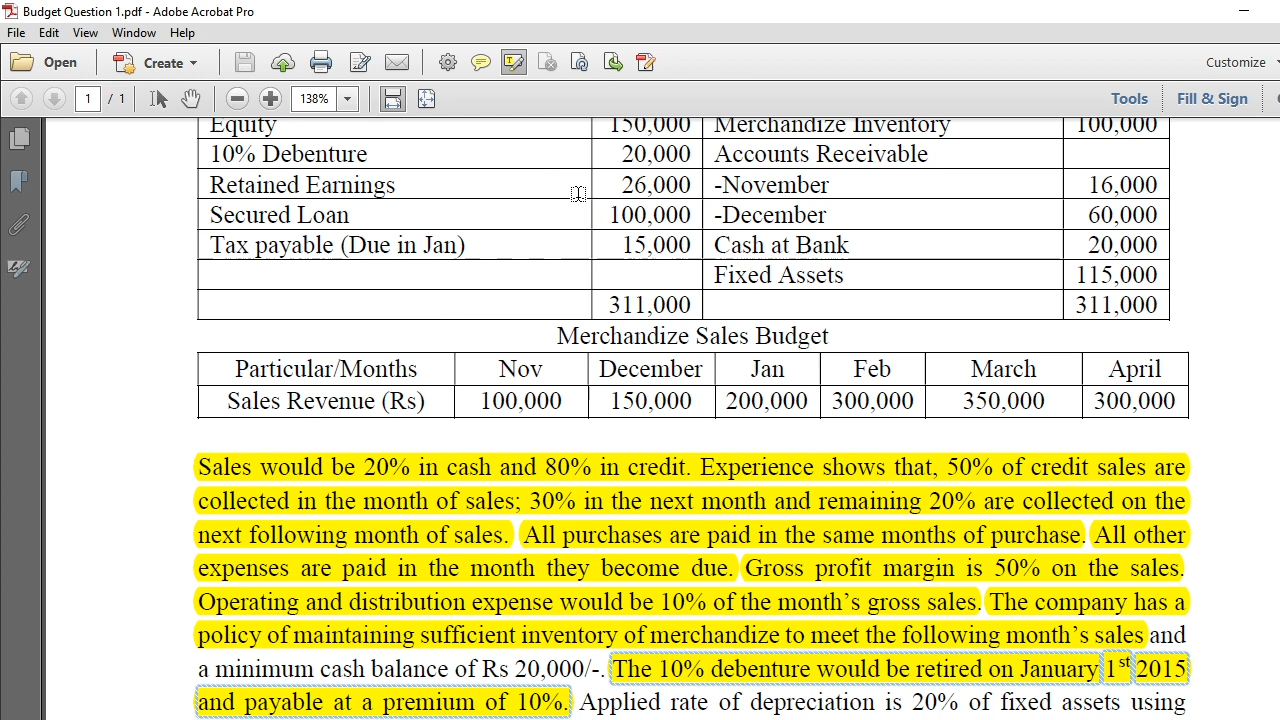 Budget Question 1.pdf - Adobe Acrobat Pro
File Edit View Window Help
Open Create Customize
1 / 1 138% Tools Fill & Sign
Equity 150,000 Merchandize Inventory 100,000
10% Debenture 20,000 Accounts Receivable
Retained Earnings 26,000 -November 16,000
Secured Loan 100,000 -December 60,000
Tax payable (Due in Jan) 15,000 Cash at Bank 20,000
Fixed Assets 115,000
311,000 311,000
Merchandize Sales Budget
Particular/Months Nov December Jan Feb March April
Sales Revenue (Rs) 100,000 150,000 200,000 300,000 350,000 300,000
Sales would be 20% in cash and 80% in credit. Experience shows that, 50% of credit sales are
collected in the month of sales; 30% in the next month and remaining 20% are collected on the
next following month of sales. All purchases are paid in the same months of purchase. All other
expenses are paid in the month they become due. Gross profit margin is 50% on the sales.
Operating and distribution expense would be 10% of the month's gross sales. The company has a
policy of maintaining sufficient inventory of merchandize to meet the following month's sales and
a minimum cash balance of Rs 20,000/-. The 10% debenture would be retired on January 1st 2015
and payable at a premium of 10%. Applied rate of depreciation is 20% of fixed assets using